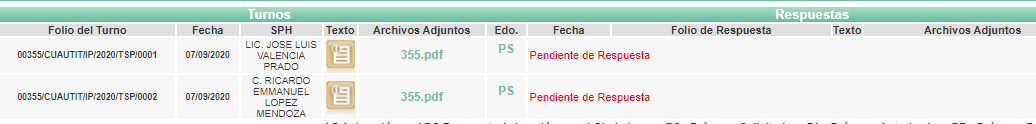 Turnos Respuestas
Folio del Turno Fecha SPH Texto Archivos Adjuntos Edo. Fecha Folio de Respuesta Texto Archivos Adjuntos
00355/CUAUTIT/IP/2020/TSP/0001 07/09/2020 LIC. JOSE LUIS VALENCIA PRADO 355.pdf PS Pendiente de Respuesta
00355/CUAUTIT/IP/2020/TSP/0002 07/09/2020 C. RICARDO EMMANUEL LOPEZ MENDOZA 355.pdf PS Pendiente de Respuesta